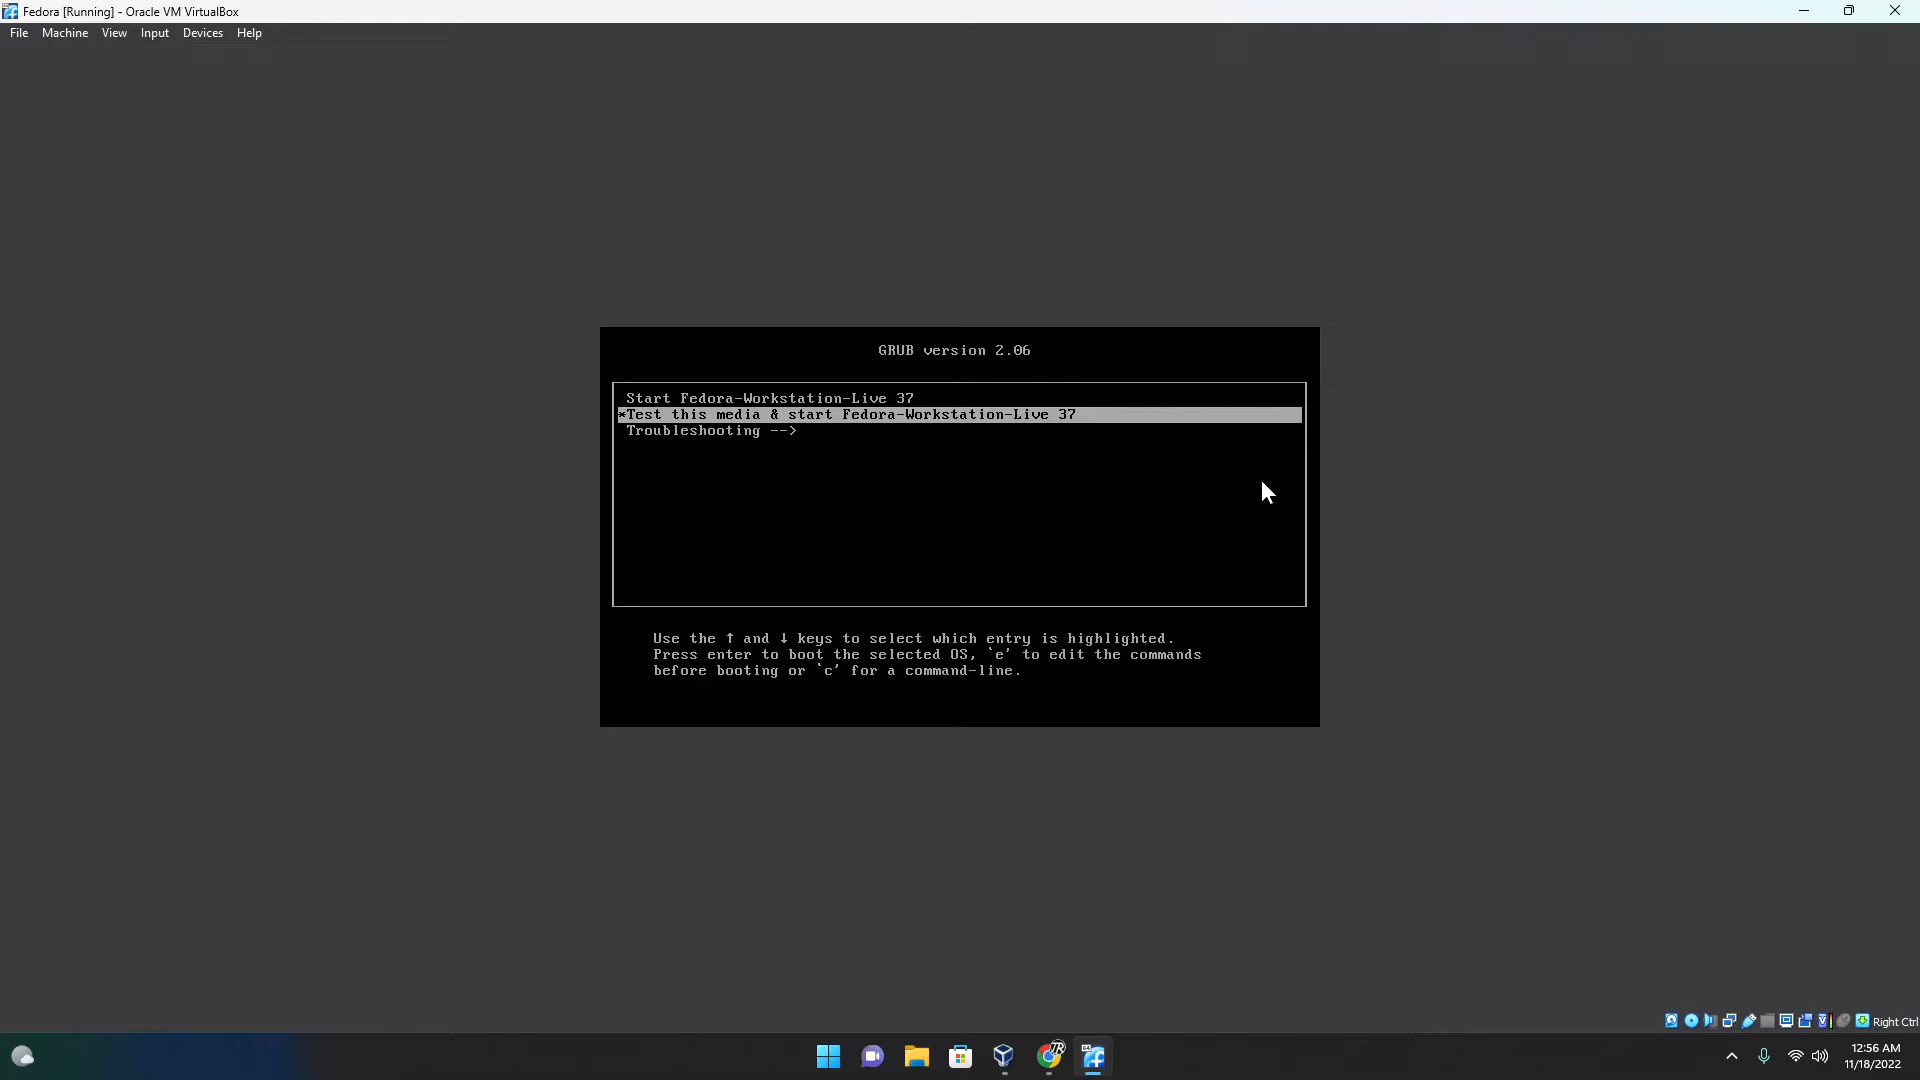 Fedora [Running] - Oracle VM VirtualBox
File Machine View Input Devices Help
GRUB version 2.06
Start Fedora-Workstation-Live 37
*Test this media & start Fedora-Workstation-Live 37
Troubleshooting -->
Use the ↑ and ↓ keys to select which entry is highlighted.
Press enter to boot the selected OS, `e' to edit the commands
before booting or `c' for a command-line.
Right Ctrl
12:56 AM
11/18/2022